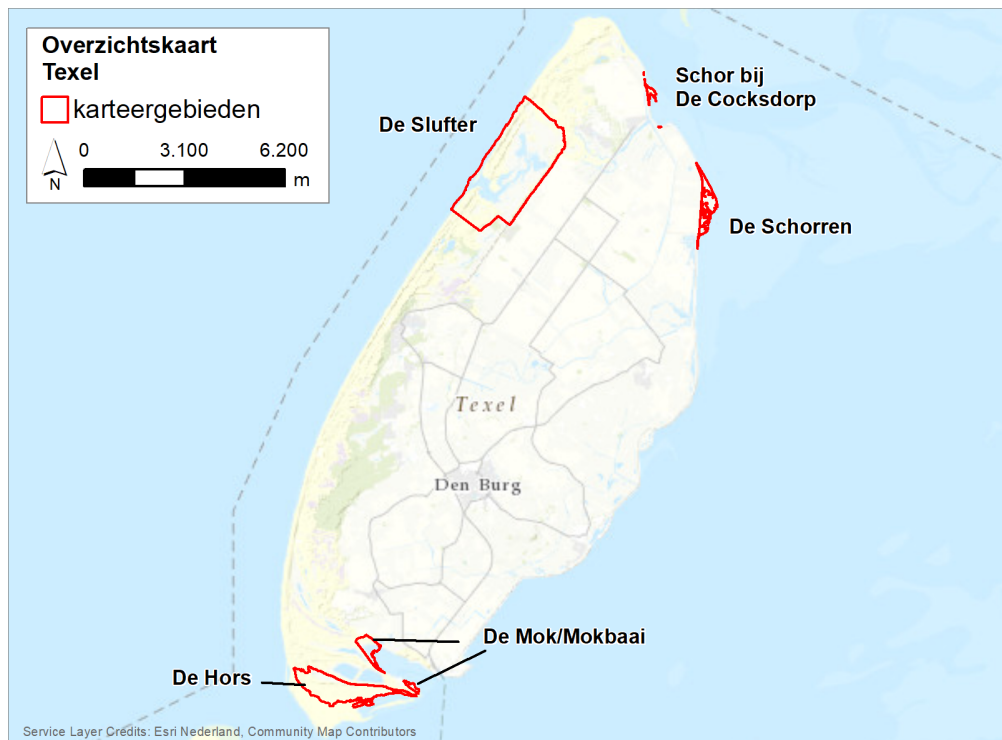 Overzichtskaart
Texel
karteergebieden
N
0 3.100 6.200
m
De Slufter
Schor bij
De Cocksdorp
De Schorren
Texel
Den Burg
De Mok/Mokbaai
De Hors
Service Layer Credits: Esri Nederland, Community Map Contributors